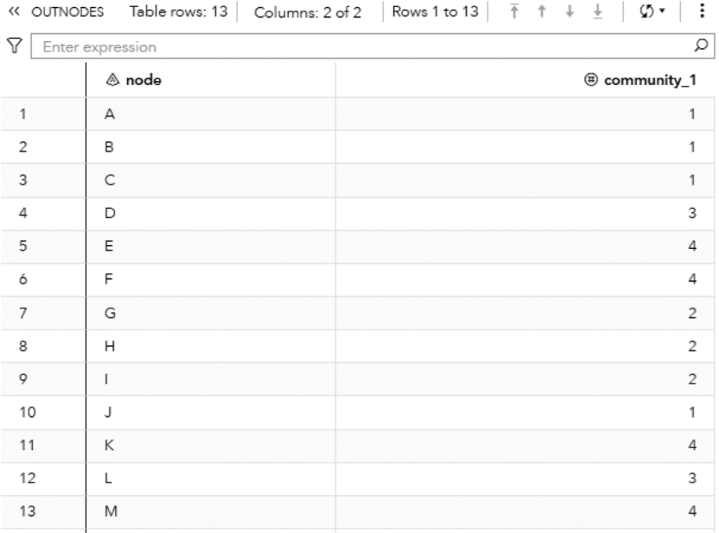 OUTNODES Table rows: 13 Columns: 2 of 2 Rows 1 to 13
Enter expression
node community_1
1 A 1
2 B 1
3 C 1
4 D 3
5 E 4
6 F 4
7 G 2
8 H 2
9 I 2
10 J 1
11 K 4
12 L 3
13 M 4